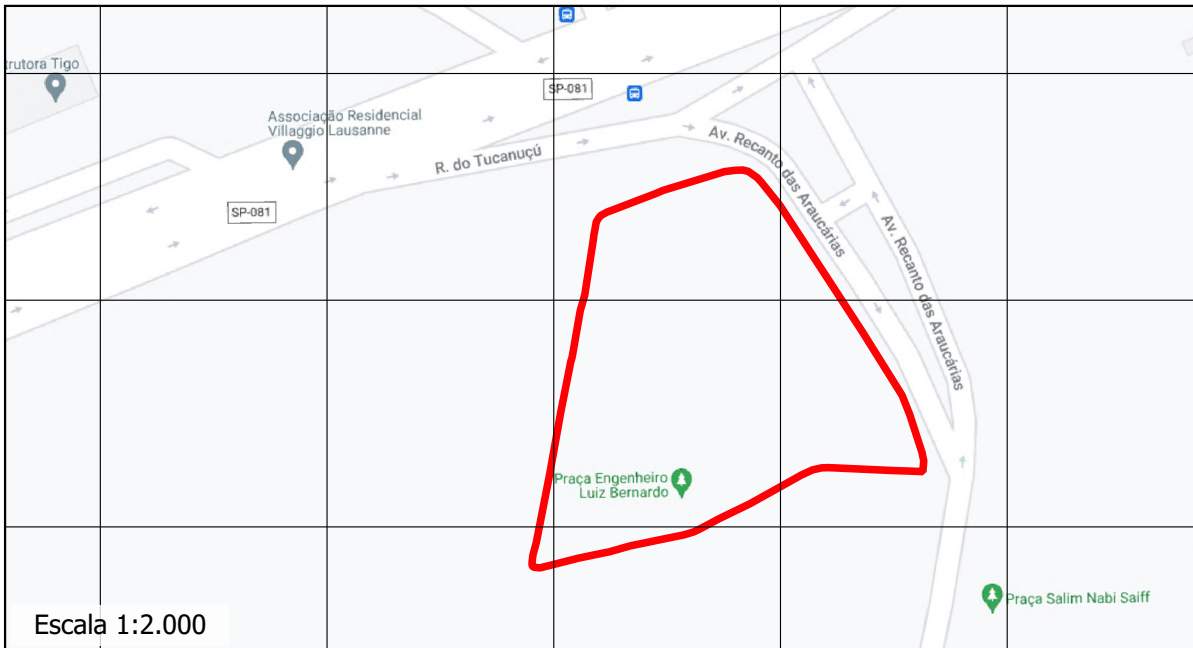 rutora Tigo
SP-081
Associação Residencial
Villaggio Lausanne
R. do Tucanuçú
Av. Recanto das Araucárias
SP-081
Av. Recanto das Araucárias
Praça Engenheiro
Luiz Bernardo
Praça Salim Nabi Saiff
Escala 1:2.000